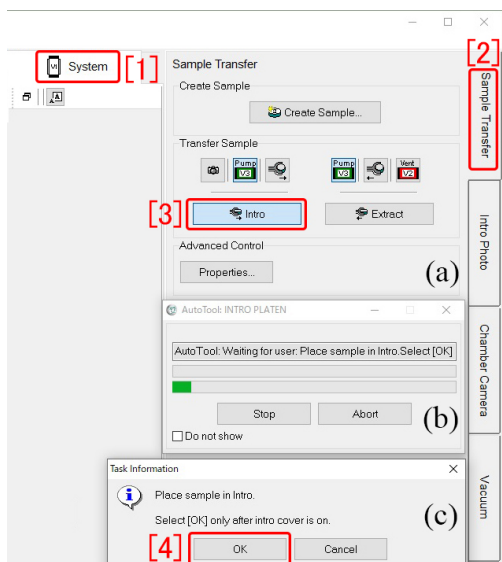 VI System [1]
[2]
Sample Transfer
Create Sample
Create Sample...
Transfer Sample
Pump V3
Pump V3
Vent V2
[3] Intro
Extract
Advanced Control
Properties...
(a)
AutoTool: INTRO PLATEN
AutoTool: Waiting for user: Place sample in Intro.Select [OK]
Stop
Abort
Do not show
(b)
Task Information
Place sample in Intro.
Select [OK] only after intro cover is on.
(c)
[4] OK
Cancel
Sample Transfer
Intro Photo
Chamber Camera
Vacuum